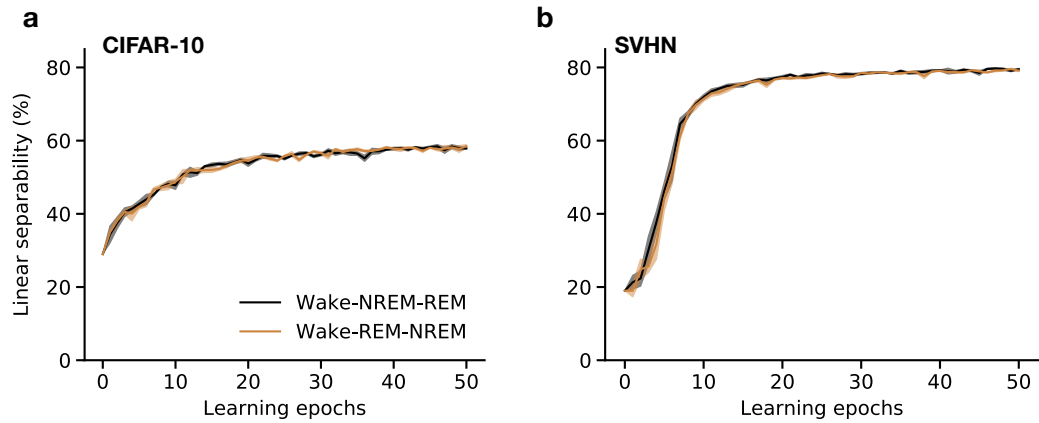 a
CIFAR-10
Linear separability (%)
80
60
40
20
0
Wake-NREM-REM
Wake-REM-NREM
0 10 20 30 40 50
Learning epochs
b
SVHN
80
60
40
20
0
0 10 20 30 40 50
Learning epochs